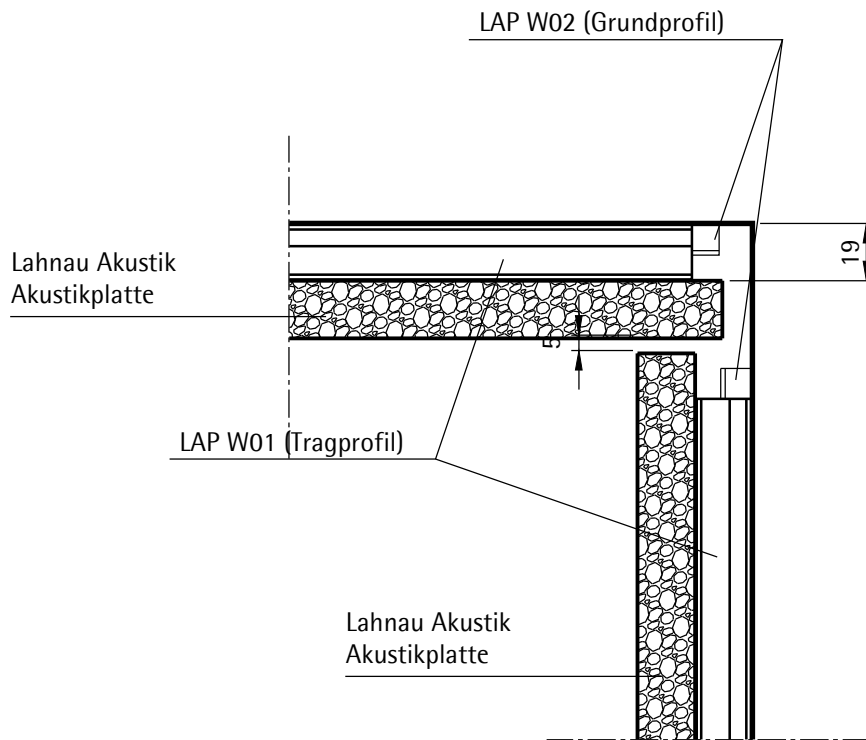 LAP W02 (Grundprofil)
Lahnau Akustik
Akustikplatte
19
5
LAP W01 (Tragprofil)
Lahnau Akustik
Akustikplatte